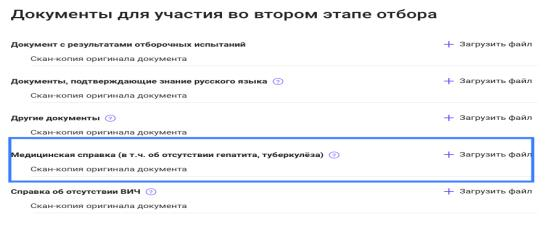 Документы для участия во втором этапе отбора
Документ с результатами отборочных испытаний + Загрузить файл
Скан-копия оригинала документа
Документы, подтверждающие знание русского языка ? + Загрузить файл
Скан-копия оригинала документа
Другие документы ? + Загрузить файл
Скан-копия оригинала документа
Медицинская справка (в т.ч. об отсутствии гепатита, туберкулёза) ? + Загрузить файл
Скан-копия оригинала документа
Справка об отсутствии ВИЧ ? + Загрузить файл
Скан-копия оригинала документа